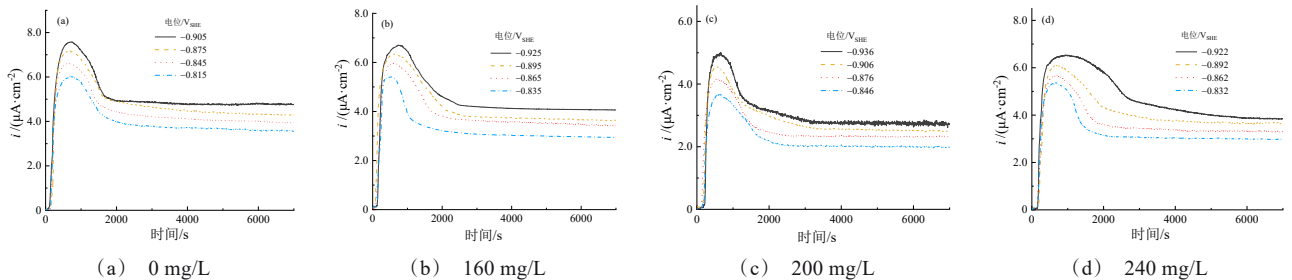 (a)
电位/V_SHE
−0.905
−0.875
−0.845
−0.815
8.0
6.0
4.0
2.0
0
i /(μA·cm⁻²)
0 2000 4000 6000
时间/s
(a) 0 mg/L
(b)
电位/V_SHE
−0.925
−0.895
−0.865
−0.835
8.0
6.0
4.0
2.0
0
i /(μA·cm⁻²)
0 2000 4000 6000
时间/s
(b) 160 mg/L
(c)
电位/V_SHE
−0.936
−0.906
−0.876
−0.846
6.0
4.0
2.0
0
i /(μA·cm⁻²)
0 2000 4000 6000
时间/s
(c) 200 mg/L
(d)
电位/V_SHE
−0.922
−0.892
−0.862
−0.832
8.0
6.0
4.0
2.0
0
i /(μA·cm⁻²)
0 2000 4000 6000
时间/s
(d) 240 mg/L